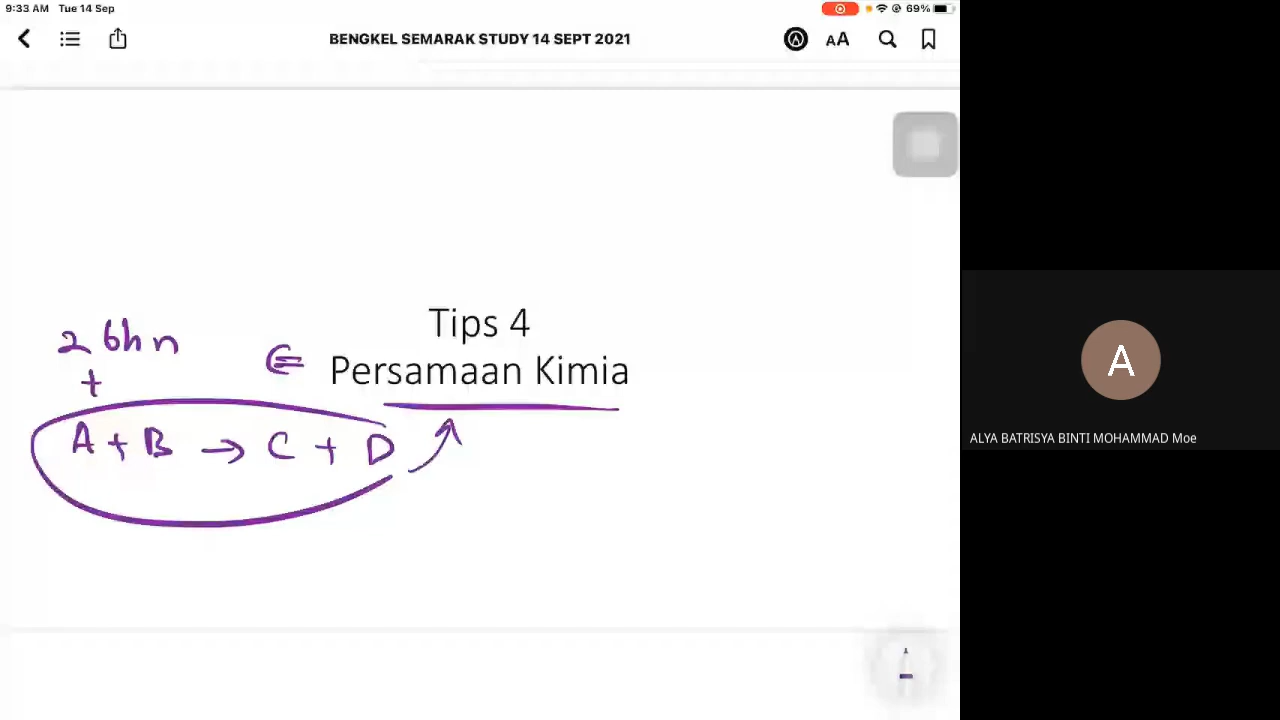 9:33 AM Tue 14 Sep
69%
BENGKEL SEMARAK STUDY 14 SEPT 2021
AA
Tips 4
Persamaan Kimia
2 bhn
+
A + B → C + D
A
ALYA BATRISYA BINTI MOHAMMAD Moe